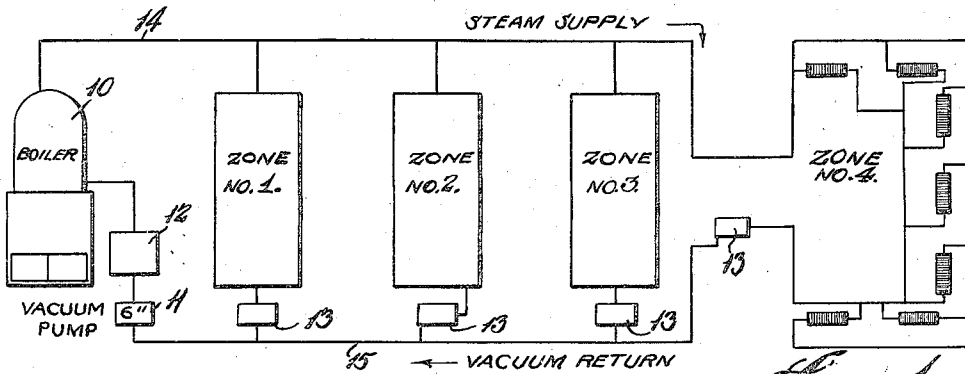 14
STEAM SUPPLY
10
BOILER
ZONE
NO.1.
ZONE
NO.2.
ZONE
NO.3.
ZONE
NO.4.
12
13
VACUUM
PUMP
6"
11
13
13
13
15
VACUUM RETURN